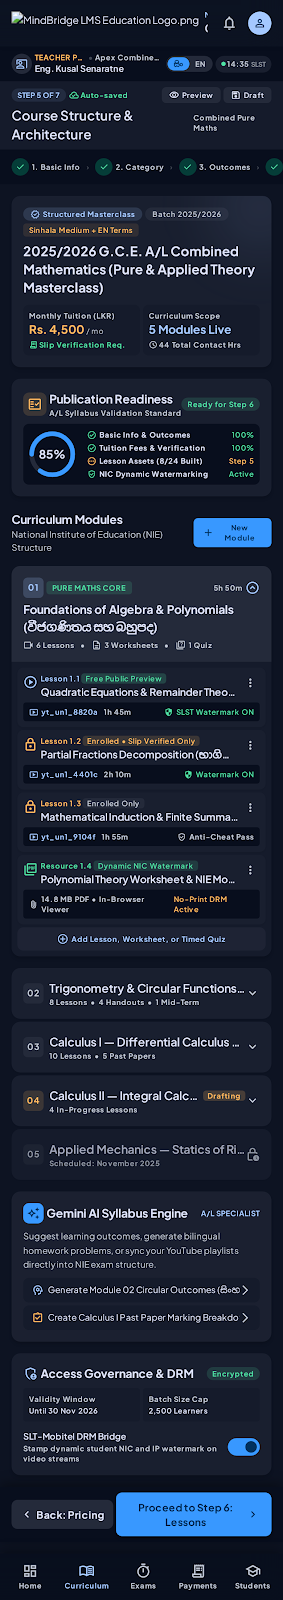 MindBridge LMS Education Logo.png
TEACHER P... • Apex Combine...
Eng. Kusal Senaratne
සිං EN
14:35 SLST
STEP 5 OF 7 Auto-saved
Preview Draft
Course Structure &
Architecture
Combined Pure
Maths
1. Basic Info
2. Category
3. Outcomes
Structured Masterclass
Batch 2025/2026
Sinhala Medium + EN Terms
2025/2026 G.C.E. A/L Combined
Mathematics (Pure & Applied Theory
Masterclass)
Monthly Tuition (LKR)
Rs. 4,500 / mo
Slip Verification Req.
Curriculum Scope
5 Modules Live
44 Total Contact Hrs
Publication Readiness
A/L Syllabus Validation Standard
Ready for Step 6
85%
Basic Info & Outcomes 100%
Tuition Fees & Verification 100%
Lesson Assets (8/24 Built) Step 5
NIC Dynamic Watermarking Active
Curriculum Modules
National Institute of Education (NIE)
Structure
+ New
Module
01 PURE MATHS CORE 5h 50m
Foundations of Algebra & Polynomials
(වීජගණිතය සහ බහුපද)
6 Lessons • 3 Worksheets • 1 Quiz
Lesson 1.1 Free Public Preview
Quadratic Equations & Remainder Theo...
yt_un1_8820a 1h 45m SLST Watermark ON
Lesson 1.2 Enrolled • Slip Verified Only
Partial Fractions Decomposition (භාගි...
yt_un1_4401c 2h 10m Watermark ON
Lesson 1.3 Enrolled Only
Mathematical Induction & Finite Summa...
yt_un1_9104f 1h 55m Anti-Cheat Pass
Resource 1.4 Dynamic NIC Watermark
Polynomial Theory Worksheet & NIE Mo...
14.8 MB PDF • In-Browser
Viewer
No-Print DRM
Active
Add Lesson, Worksheet, or Timed Quiz
02 Trigonometry & Circular Functions...
8 Lessons • 4 Handouts • 1 Mid-Term
03 Calculus I — Differential Calculus ...
10 Lessons • 5 Past Papers
04 Calculus II — Integral Calc... Drafting
4 In-Progress Lessons
05 Applied Mechanics — Statics of Ri...
Scheduled: November 2025
Gemini AI Syllabus Engine A/L SPECIALIST
Suggest learning outcomes, generate bilingual
homework problems, or sync your YouTube playlists
directly into NIE exam structure.
Generate Module 02 Circular Outcomes (සිංහ
Create Calculus I Past Paper Marking Breakdo
Access Governance & DRM Encrypted
Validity Window
Until 30 Nov 2026
Batch Size Cap
2,500 Learners
SLT-Mobitel DRM Bridge
Stamp dynamic student NIC and IP watermark on
video streams
Back: Pricing
Proceed to Step 6:
Lessons
Home
Curriculum
Exams
Payments
Students